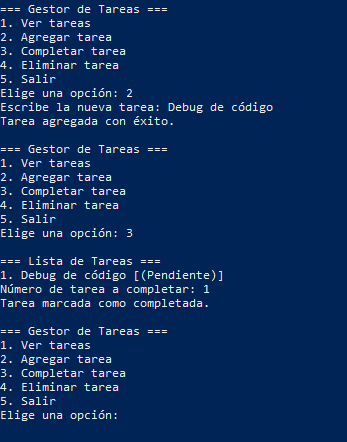 === Gestor de Tareas ===
1. Ver tareas
2. Agregar tarea
3. Completar tarea
4. Eliminar tarea
5. Salir
Elige una opción: 2
Escribe la nueva tarea: Debug de código
Tarea agregada con éxito.

=== Gestor de Tareas ===
1. Ver tareas
2. Agregar tarea
3. Completar tarea
4. Eliminar tarea
5. Salir
Elige una opción: 3

=== Lista de Tareas ===
1. Debug de código [(Pendiente)]
Número de tarea a completar: 1
Tarea marcada como completada.

=== Gestor de Tareas ===
1. Ver tareas
2. Agregar tarea
3. Completar tarea
4. Eliminar tarea
5. Salir
Elige una opción: